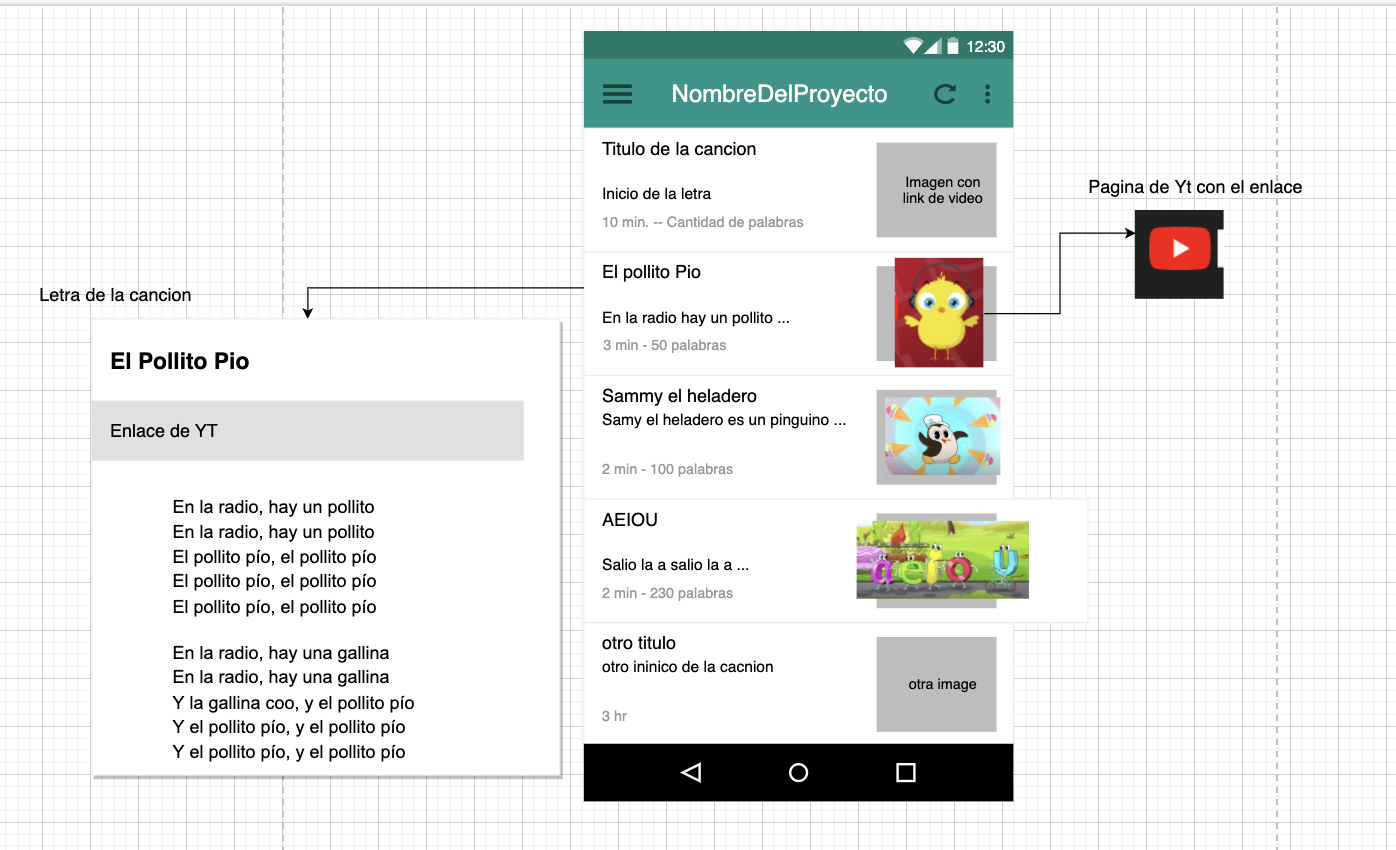 12:30
NombreDelProyecto
Titulo de la cancion
Inicio de la letra
10 min. -- Cantidad de palabras
Imagen con
link de video
El pollito Pio
En la radio hay un pollito ...
3 min - 50 palabras
Sammy el heladero
Samy el heladero es un pinguino ...
2 min - 100 palabras
AEIOU
Salio la a salio la a ...
2 min - 230 palabras
a e i o u
otro titulo
otro ininico de la cacnion
3 hr
otra image
Pagina de Yt con el enlace
Letra de la cancion
El Pollito Pio
Enlace de YT
En la radio, hay un pollito
En la radio, hay un pollito
El pollito pío, el pollito pío
El pollito pío, el pollito pío
El pollito pío, el pollito pío
En la radio, hay una gallina
En la radio, hay una gallina
Y la gallina coo, y el pollito pío
Y el pollito pío, y el pollito pío
Y el pollito pío, y el pollito pío